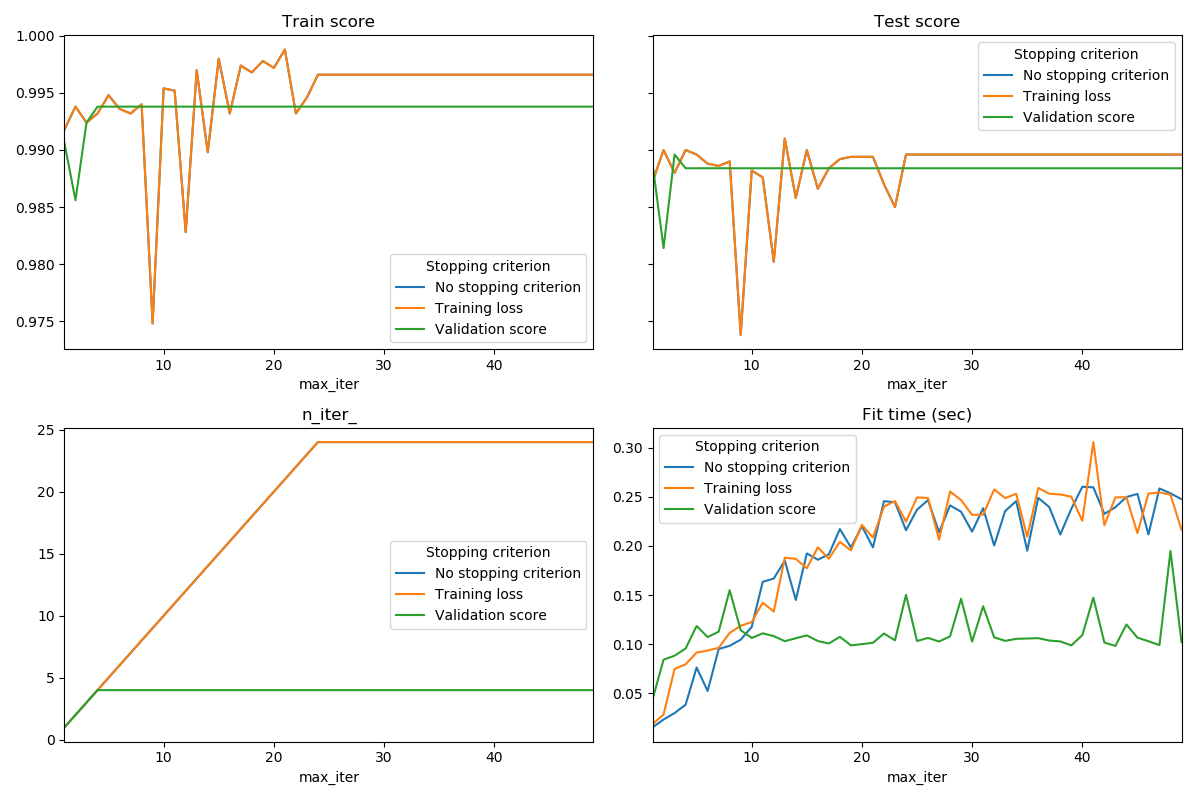 Train score
1.000
0.995
0.990
0.985
0.980
0.975
Stopping criterion
No stopping criterion
Training loss
Validation score
10
20
30
40
max_iter
Test score
Stopping criterion
No stopping criterion
Training loss
Validation score
10
20
30
40
max_iter
n_iter_
25
20
15
10
5
0
Stopping criterion
No stopping criterion
Training loss
Validation score
10
20
30
40
max_iter
Fit time (sec)
0.30
0.25
0.20
0.15
0.10
0.05
Stopping criterion
No stopping criterion
Training loss
Validation score
10
20
30
40
max_iter